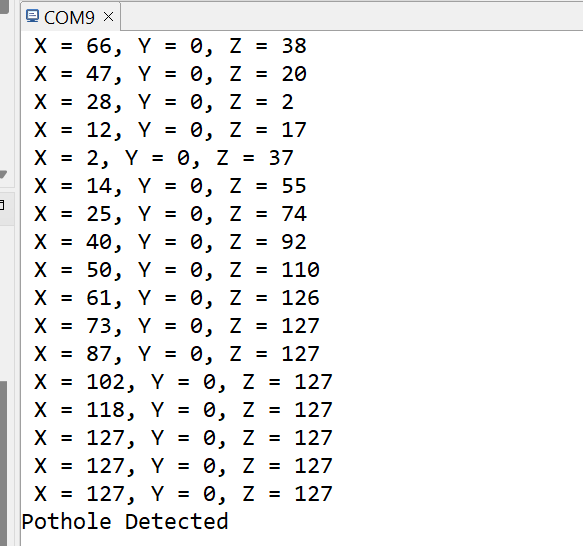 COM9
X = 66, Y = 0, Z = 38
X = 47, Y = 0, Z = 20
X = 28, Y = 0, Z = 2
X = 12, Y = 0, Z = 17
X = 2, Y = 0, Z = 37
X = 14, Y = 0, Z = 55
X = 25, Y = 0, Z = 74
X = 40, Y = 0, Z = 92
X = 50, Y = 0, Z = 110
X = 61, Y = 0, Z = 126
X = 73, Y = 0, Z = 127
X = 87, Y = 0, Z = 127
X = 102, Y = 0, Z = 127
X = 118, Y = 0, Z = 127
X = 127, Y = 0, Z = 127
X = 127, Y = 0, Z = 127
X = 127, Y = 0, Z = 127
Pothole Detected